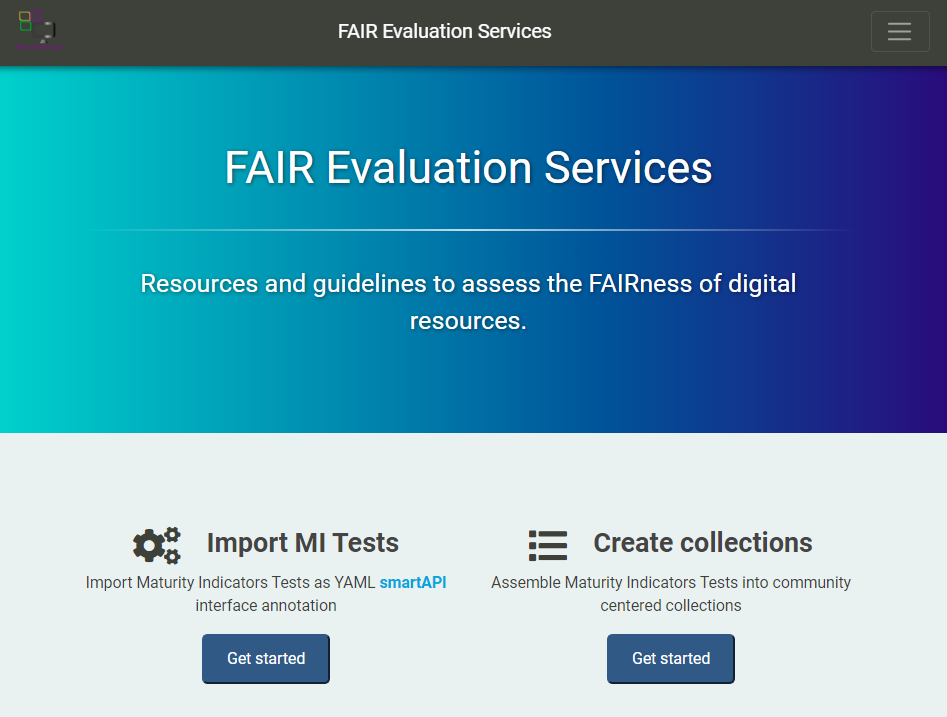 FAIR Evaluation Services
FAIR Evaluation Services
Resources and guidelines to assess the FAIRness of digital
resources.
Import MI Tests
Import Maturity Indicators Tests as YAML smartAPI
interface annotation
Get started
Create collections
Assemble Maturity Indicators Tests into community
centered collections
Get started